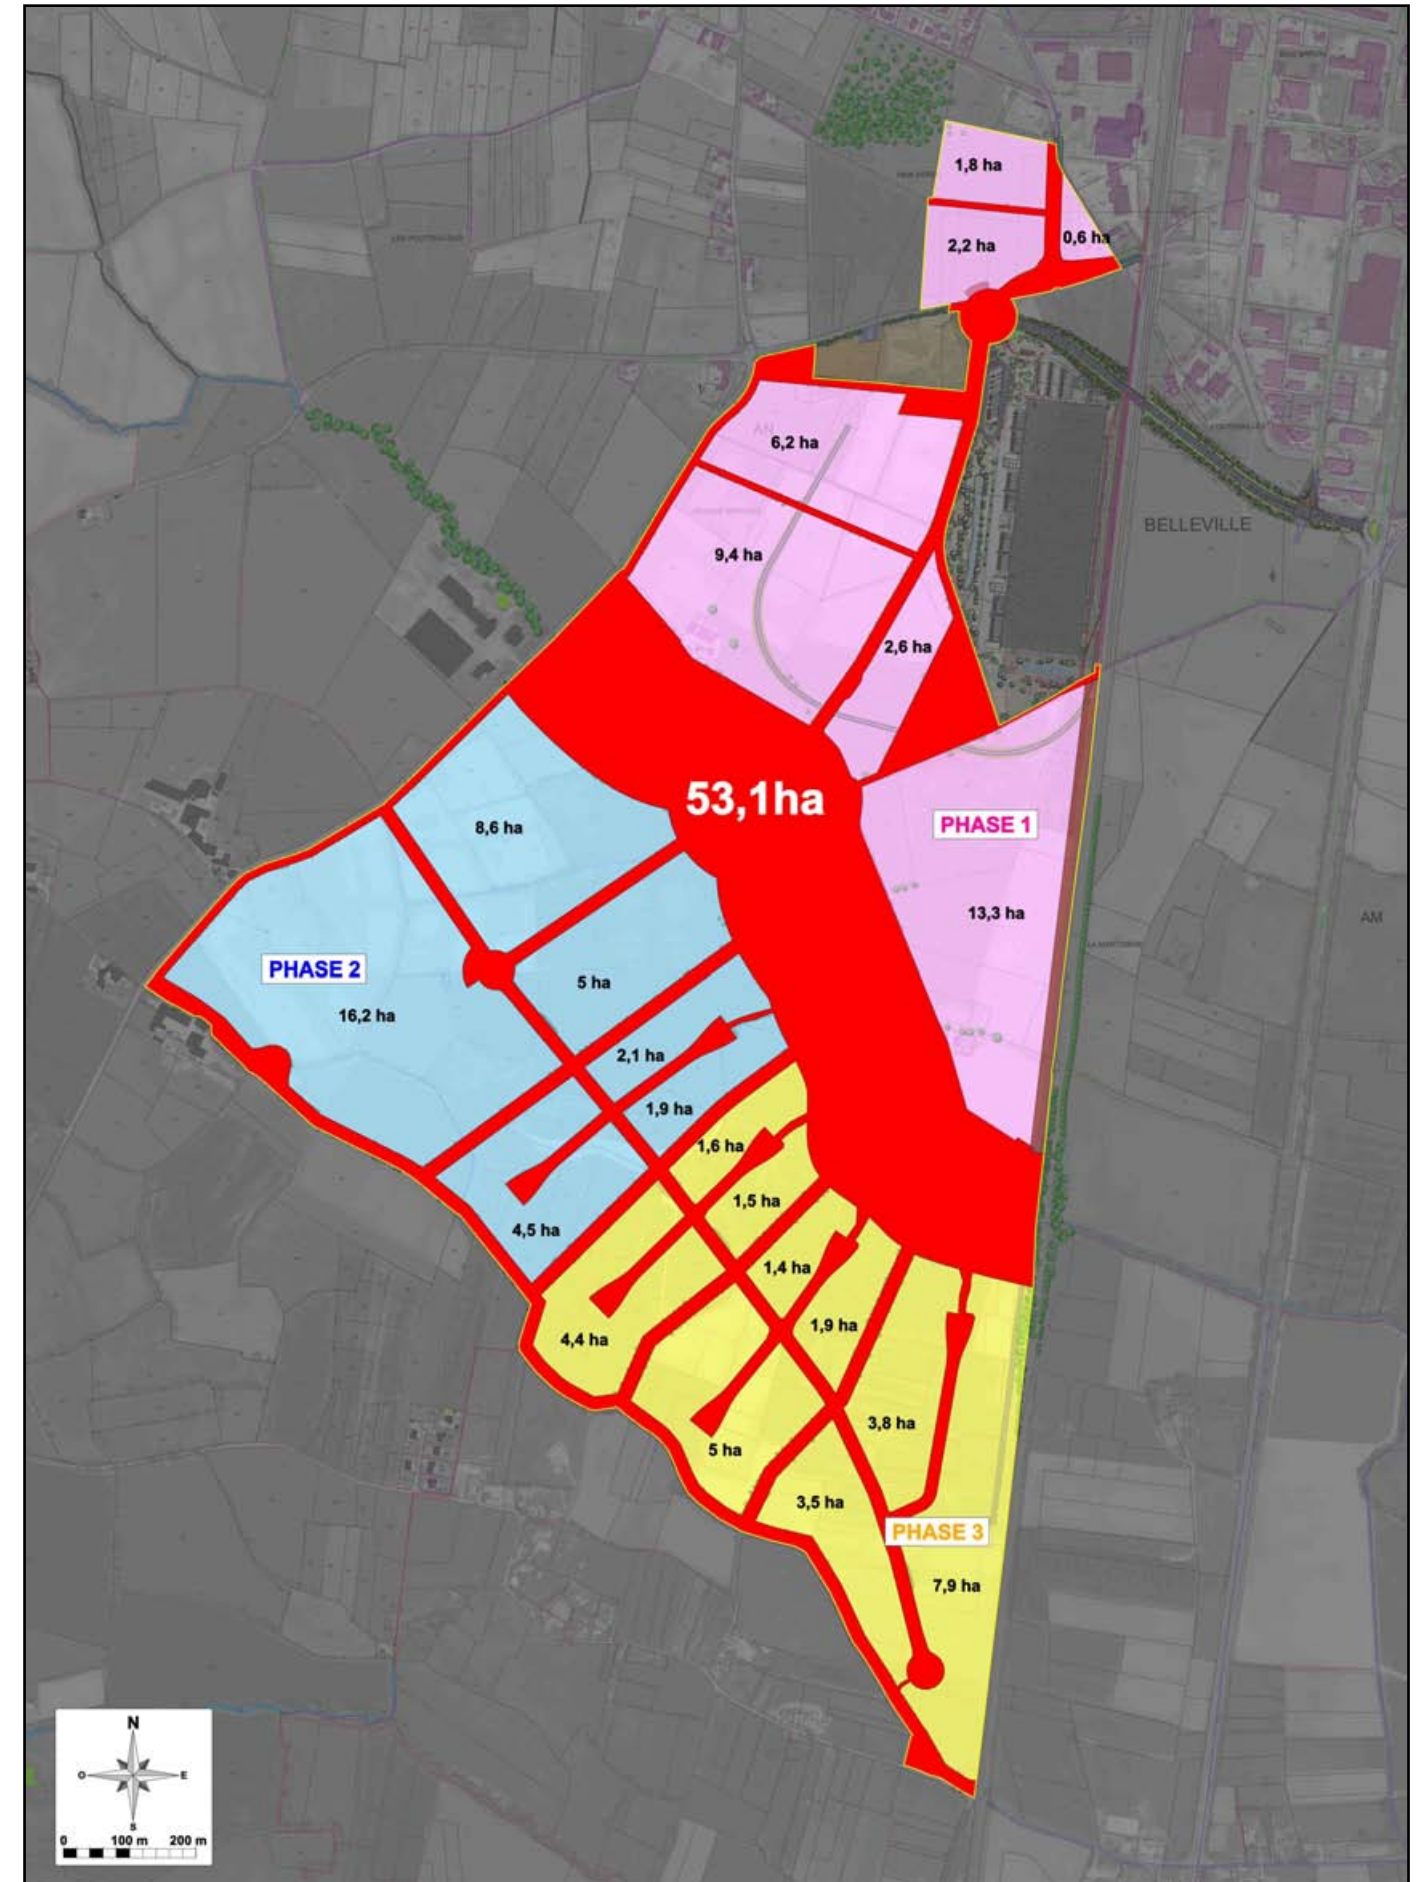 1,8 ha
2,2 ha
0,6 ha
AN
6,2 ha
9,4 ha
BELLEVILLE
2,6 ha
53,1ha
PHASE 1
8,6 ha
13,3 ha
AM
PHASE 2
5 ha
16,2 ha
2,1 ha
1,9 ha
1,6 ha
1,5 ha
4,5 ha
1,4 ha
1,9 ha
4,4 ha
3,8 ha
5 ha
3,5 ha
PHASE 3
7,9 ha
N
O
E
S
0 100 m 200 m